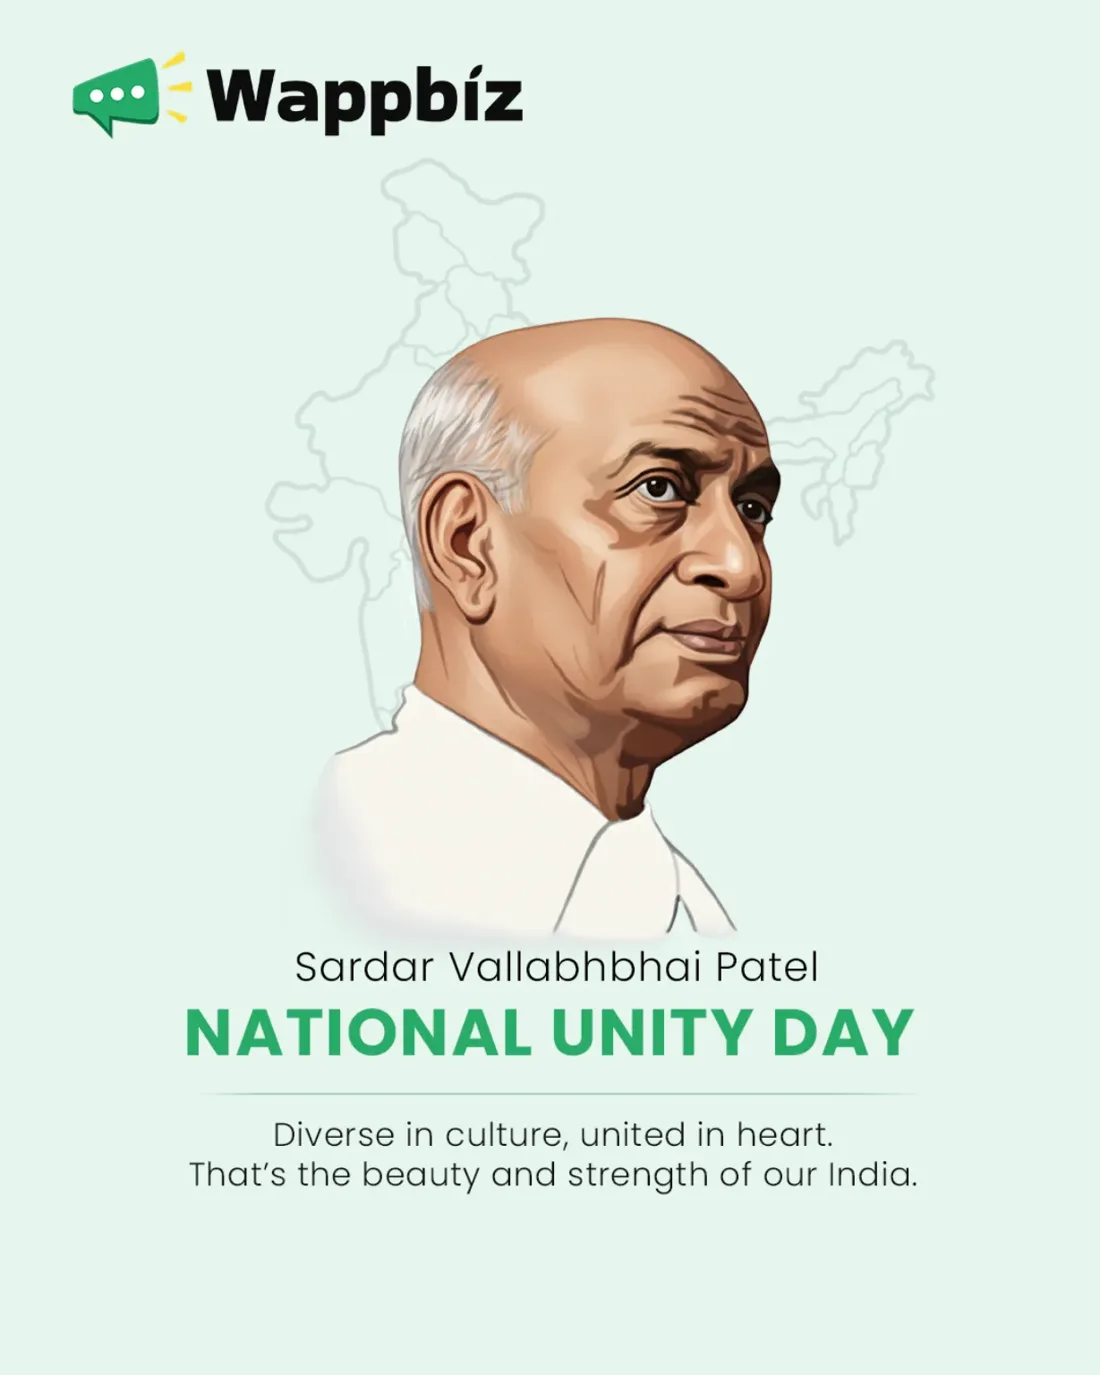 Wappbiz
Sardar Vallabhbhai Patel
NATIONAL UNITY DAY
Diverse in culture, united in heart.
That's the beauty and strength of our India.